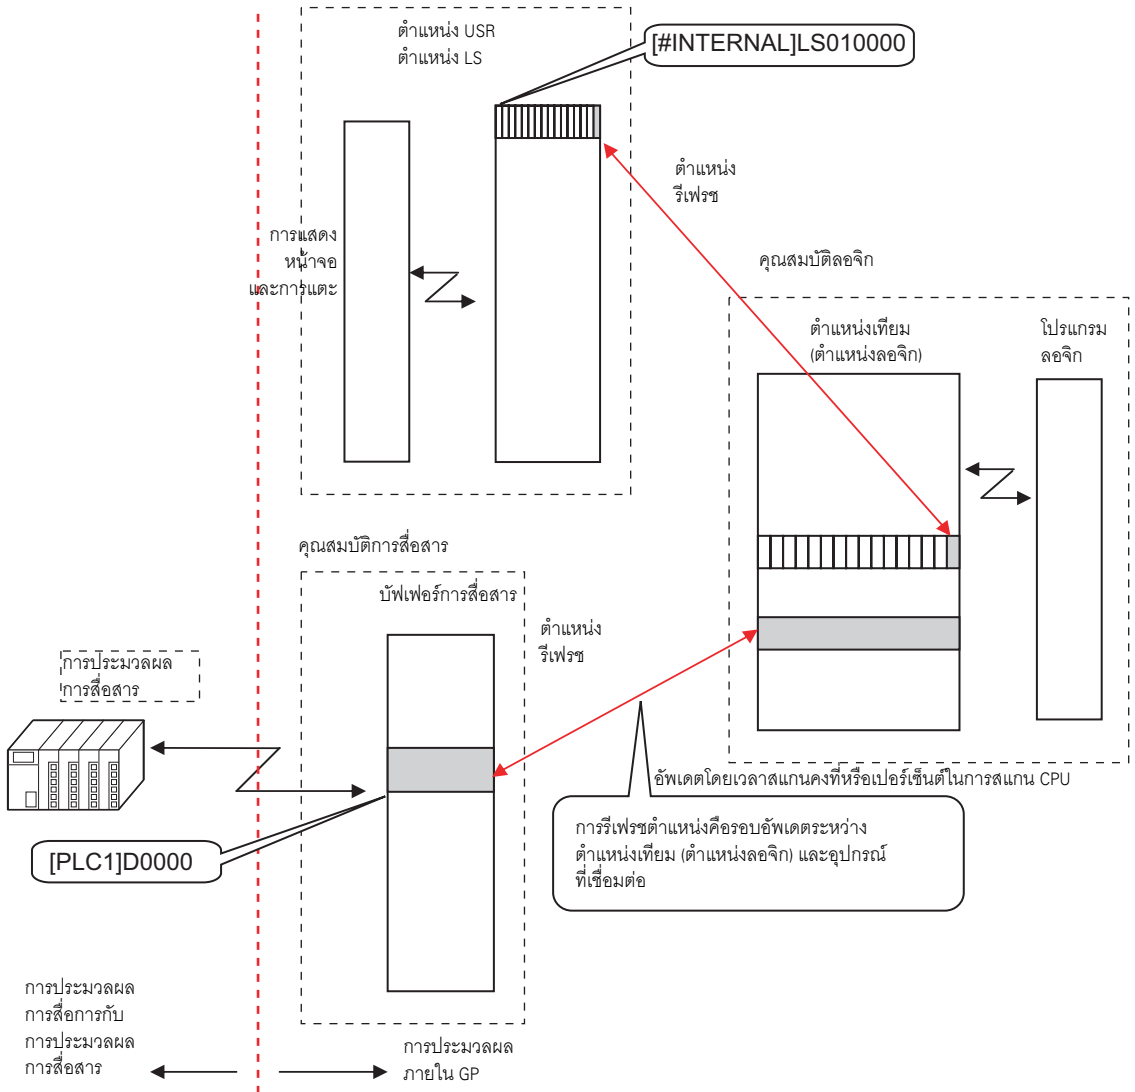 ตำแหน่ง USR
ตำแหน่ง LS
[#INTERNAL]LS010000
ตำแหน่ง
รีเฟรช
การแสดง
หน้าจอ
และการแตะ
คุณสมบัติลอจิก
ตำแหน่งเทียม
(ตำแหน่งลอจิก)
โปรแกรม
ลอจิก
คุณสมบัติการสื่อสาร
บัฟเฟอร์การสื่อสาร
ตำแหน่ง
รีเฟรช
การประมวลผล
การสื่อสาร
อัพเดตโดยเวลาสแกนคงที่หรือเปอร์เซ็นต์ในการสแกน CPU
การรีเฟรชตำแหน่งคือรอบอัพเดตระหว่าง
ตำแหน่งเทียม (ตำแหน่งลอจิก) และอุปกรณ์
ที่เชื่อมต่อ
[PLC1]D0000
การประมวลผล
การสื่อการกับ
การประมวลผล
การสื่อสาร
การประมวลผล
ภายใน GP